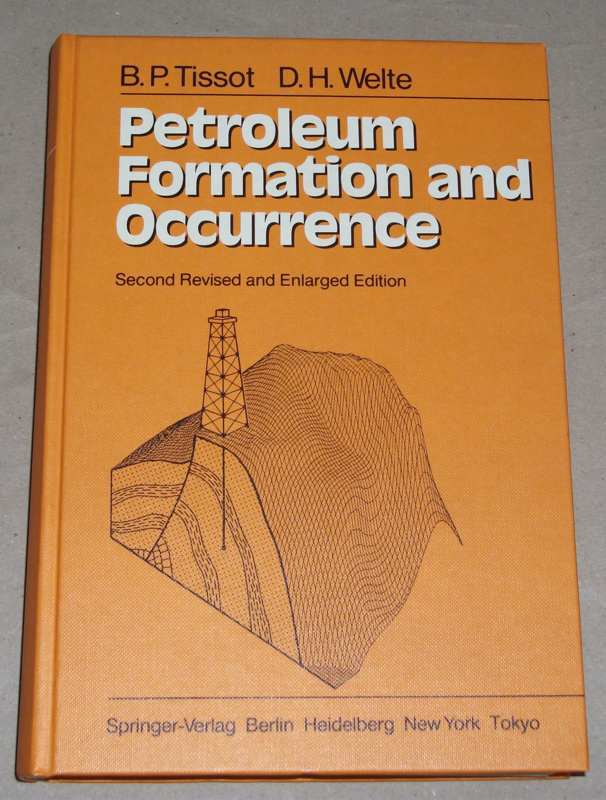 B.P. Tissot D.H. Welte
Petroleum
Formation and
Occurrence
Second Revised and Enlarged Edition
Springer-Verlag Berlin Heidelberg New York Tokyo